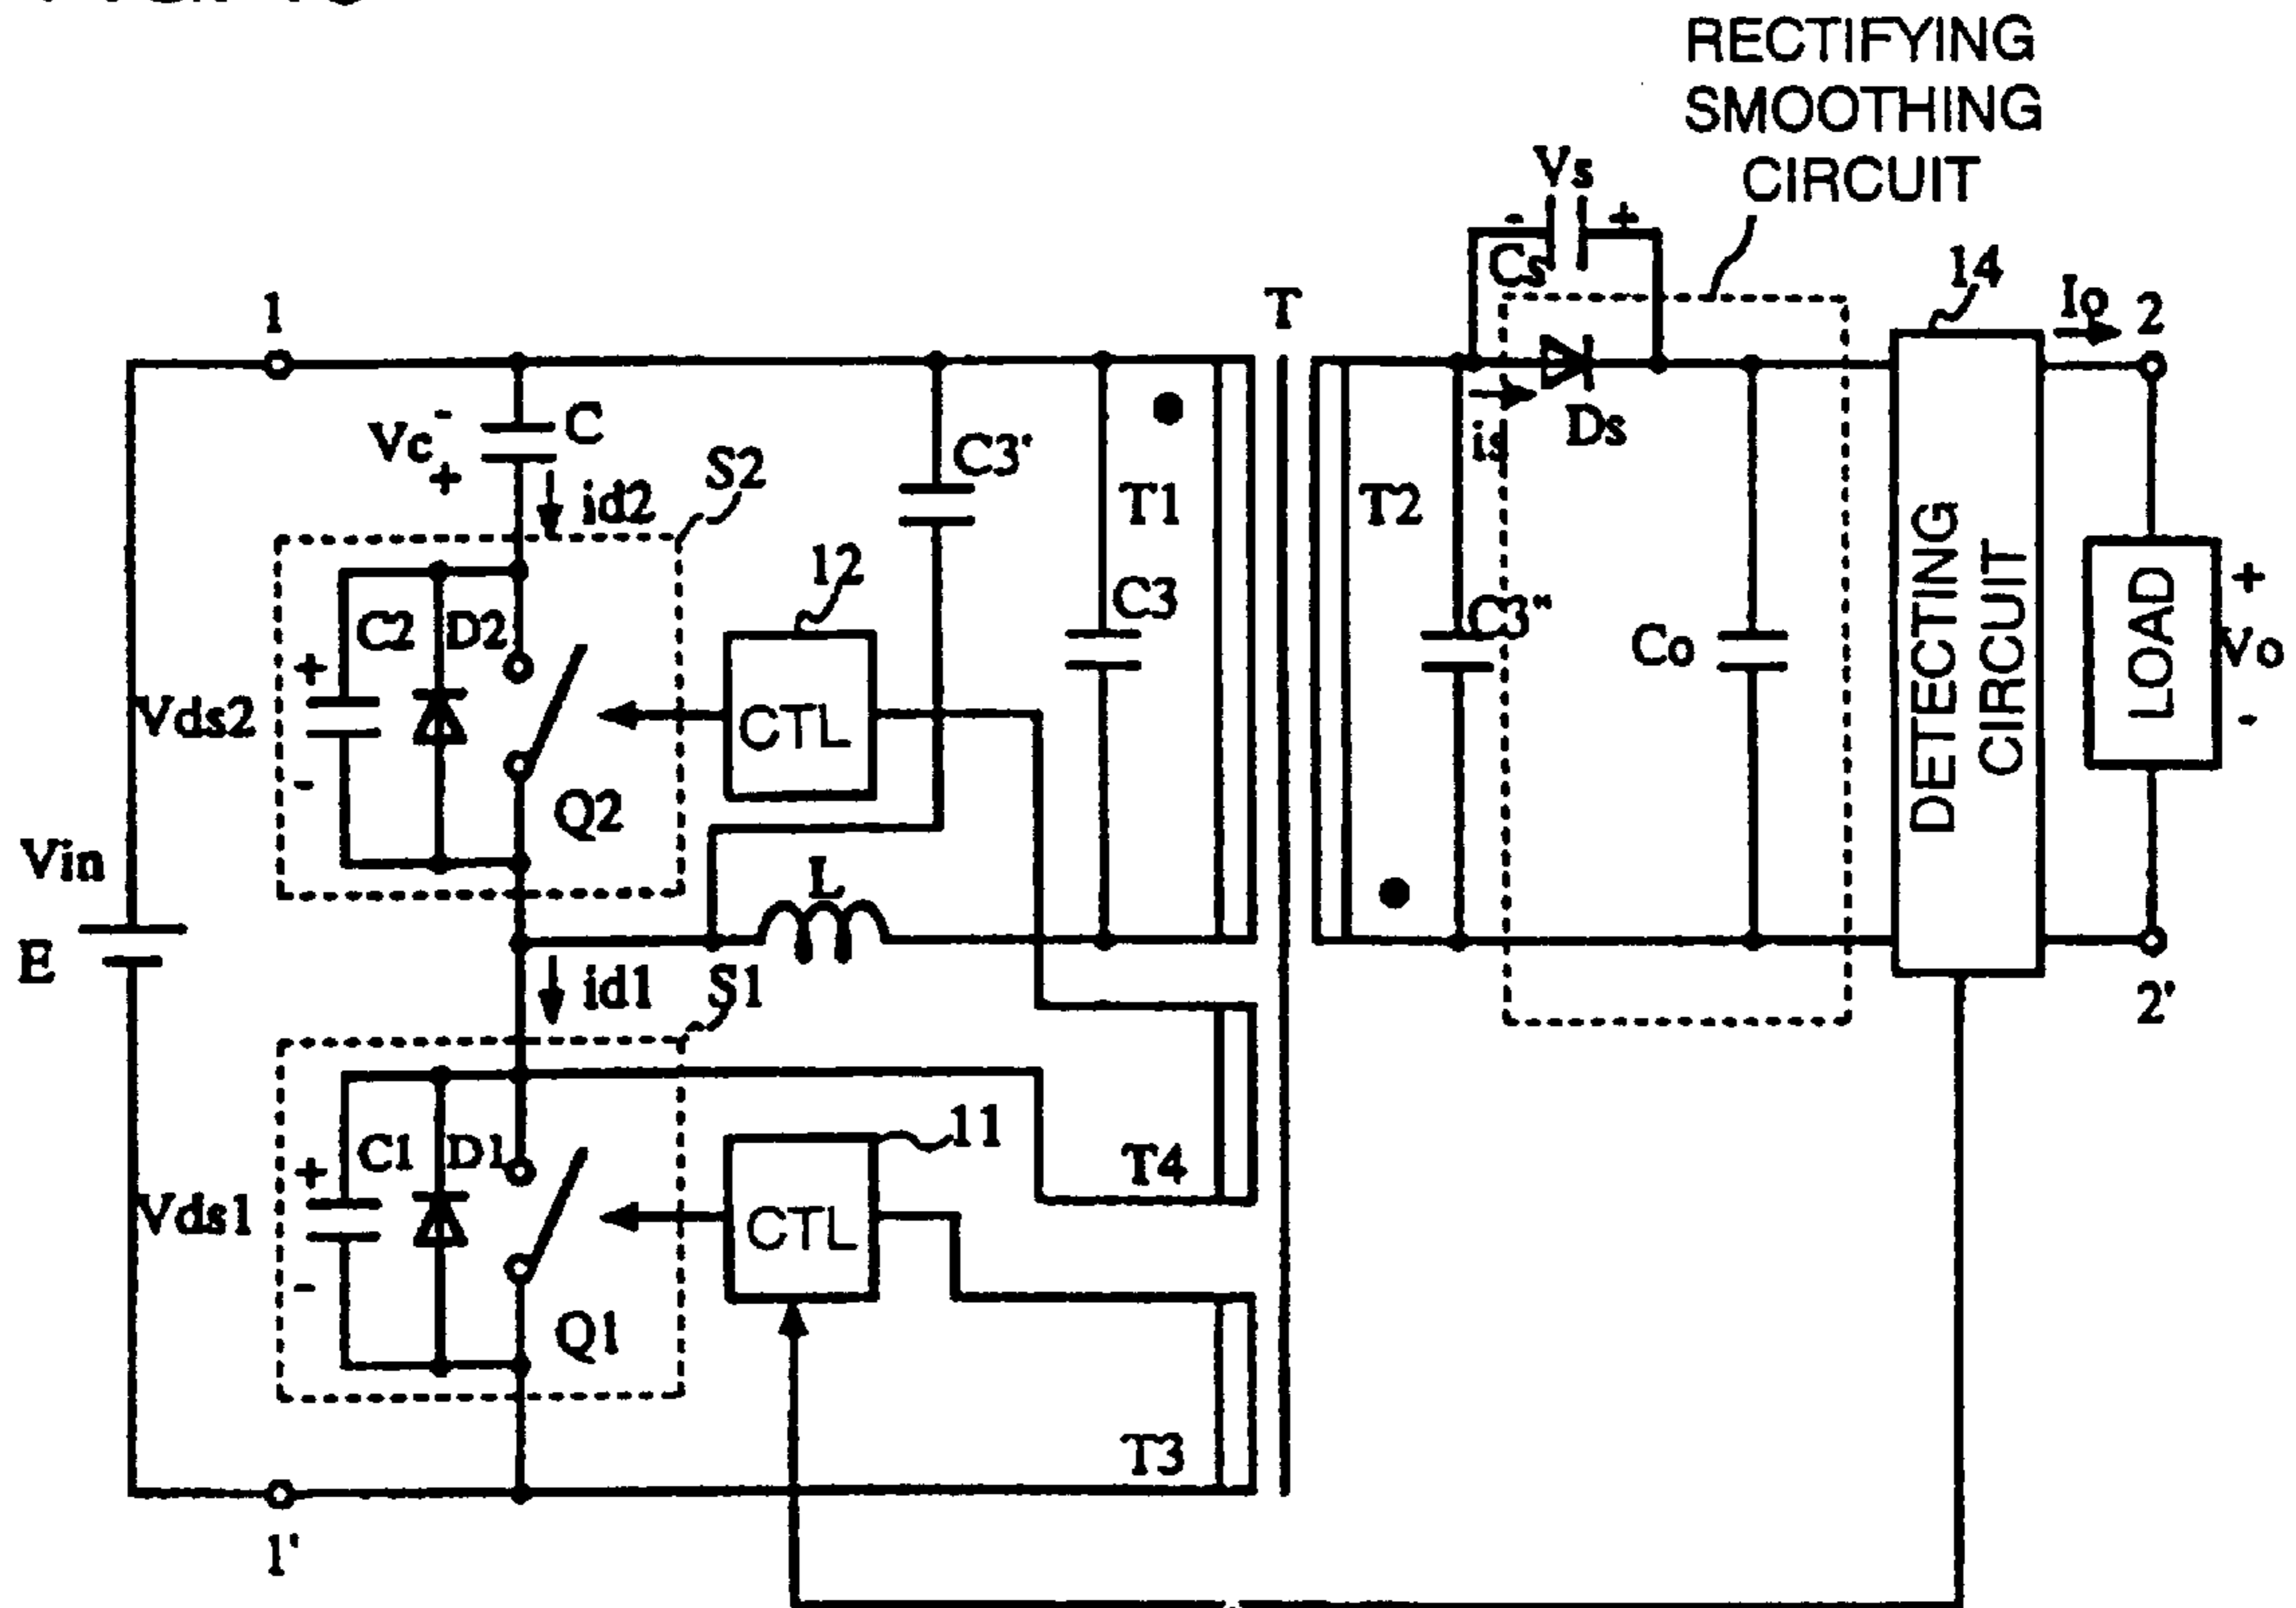 RECTIFYING
SMOOTHING
CIRCUIT
Vs
- +
Cs
14
Io
2
1
T
Vc
-
+
C
id2
S2
C3'
T1
T2
is
Ds
12
C2
D2
C3
C3"
Co
DETECTING
CIRCUIT
LOAD
+
Vo
-
+
Vds2
-
CTL
Q2
Vin
L
E
id1
S1
2'
11
C1
D1
T4
+
Vds1
-
CTL
Q1
T3
1'